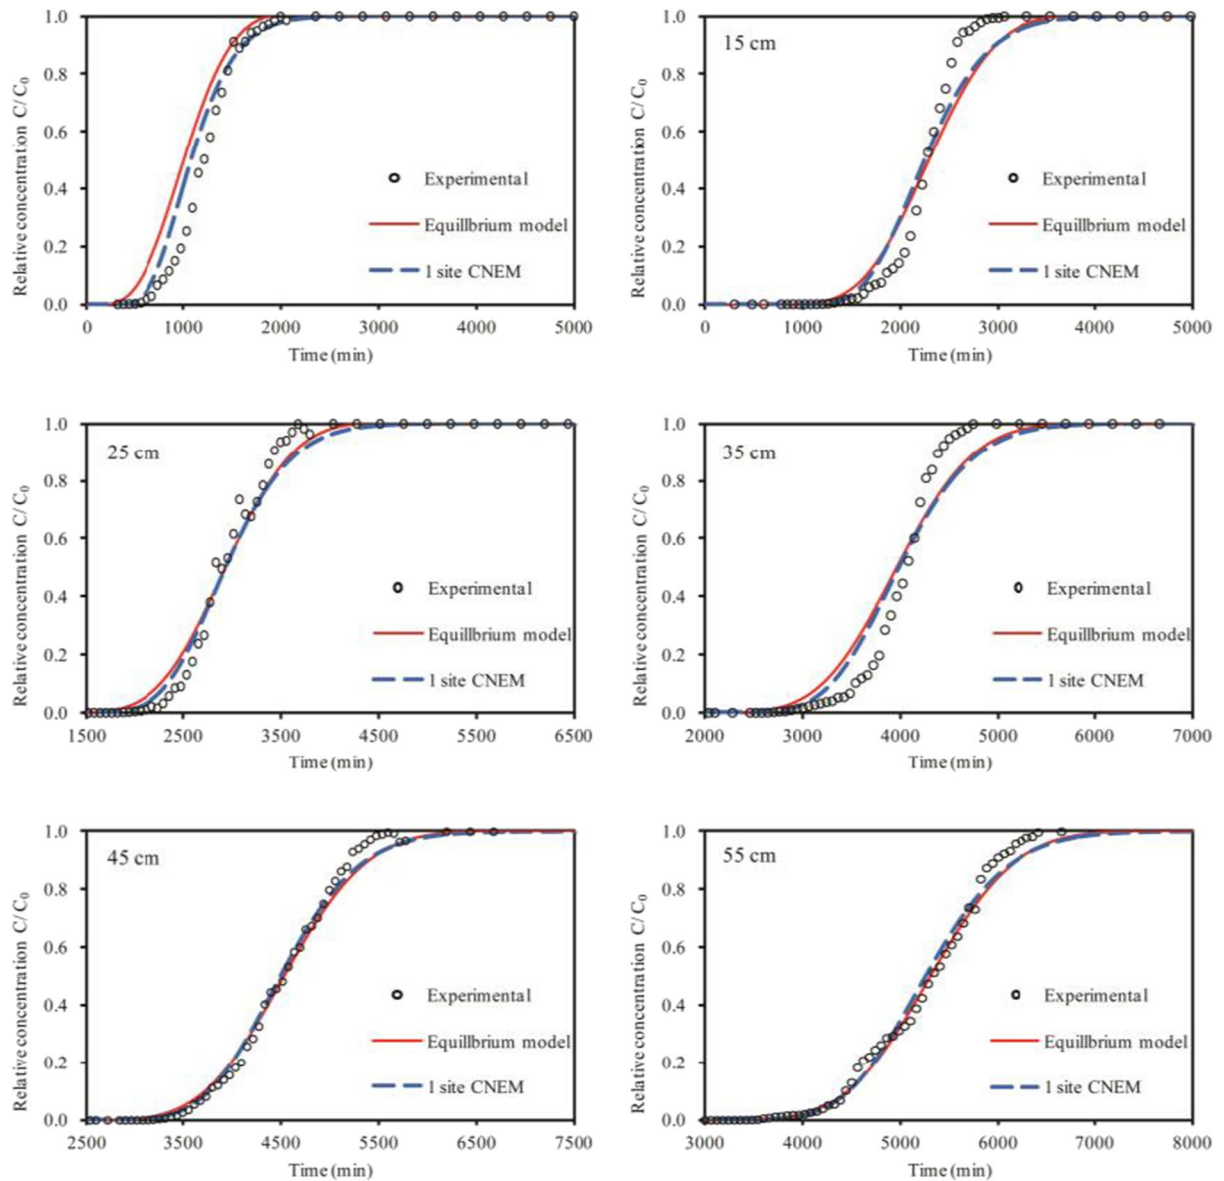 Relative concentration C/C0
1.0
0.8
0.6
0.4
0.2
0.0
0 1000 2000 3000 4000 5000
Time (min)
Experimental
Equillbrium model
1 site CNEM
15 cm
Relative concentration C/C0
1.0
0.8
0.6
0.4
0.2
0.0
0 1000 2000 3000 4000 5000
Time (min)
Experimental
Equillbrium model
1 site CNEM
25 cm
Relative concentration C/C0
1.0
0.8
0.6
0.4
0.2
0.0
1500 2500 3500 4500 5500 6500
Time (min)
Experimental
Equillbrium model
1 site CNEM
35 cm
Relative concentration C/C0
1.0
0.8
0.6
0.4
0.2
0.0
2000 3000 4000 5000 6000 7000
Time (min)
Experimental
Equillbrium model
1 site CNEM
45 cm
Relative concentration C/C0
1.0
0.8
0.6
0.4
0.2
0.0
2500 3500 4500 5500 6500 7500
Time (min)
Experimental
Equillbrium model
1 site CNEM
55 cm
Relative concentration C/C0
1.0
0.8
0.6
0.4
0.2
0.0
3000 4000 5000 6000 7000 8000
Time (min)
Experimental
Equillbrium model
1 site CNEM